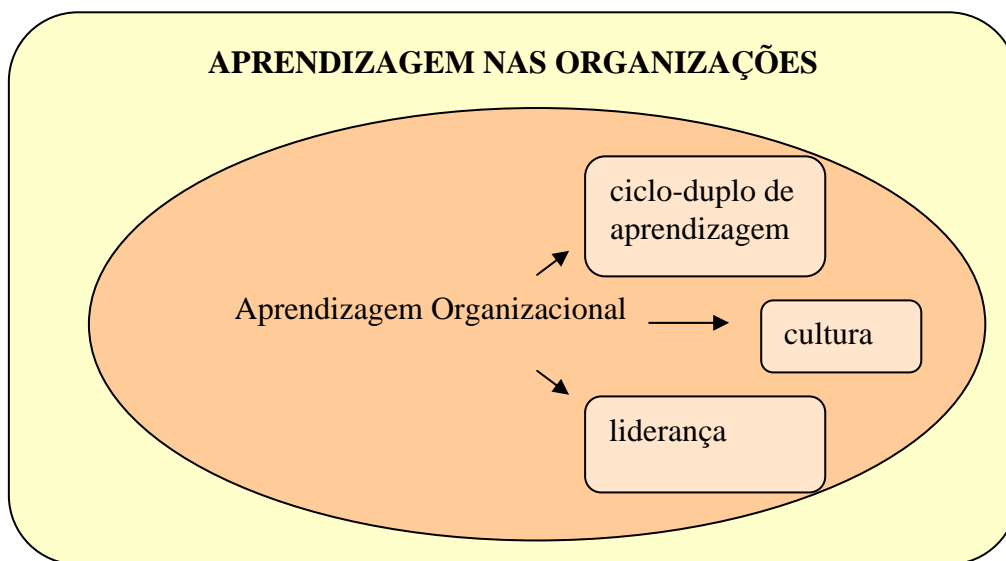 APRENDIZAGEM NAS ORGANIZAÇÕES
ciclo-duplo de
aprendizagem
Aprendizagem Organizacional
cultura
liderança